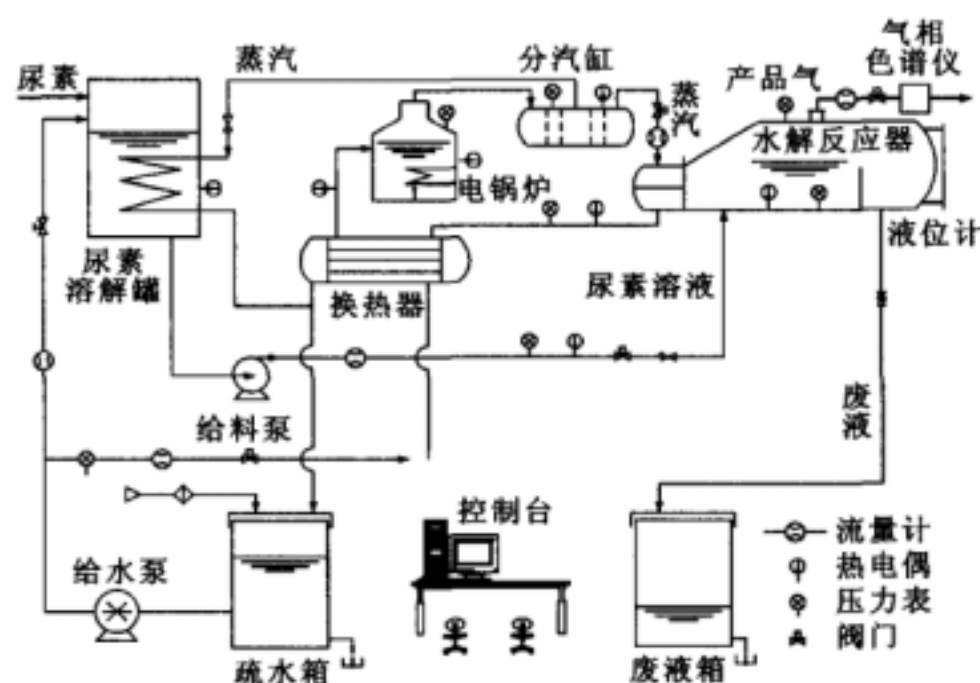 尿素
蒸汽
分汽缸
气相
色谱仪
产品气
蒸
汽
水解反应器
电锅炉
液位计
尿素
溶解罐
换热器
尿素溶液
给料泵
废
液
控制台
给水泵
疏水箱
废液箱
流量计
热电偶
压力表
阀门